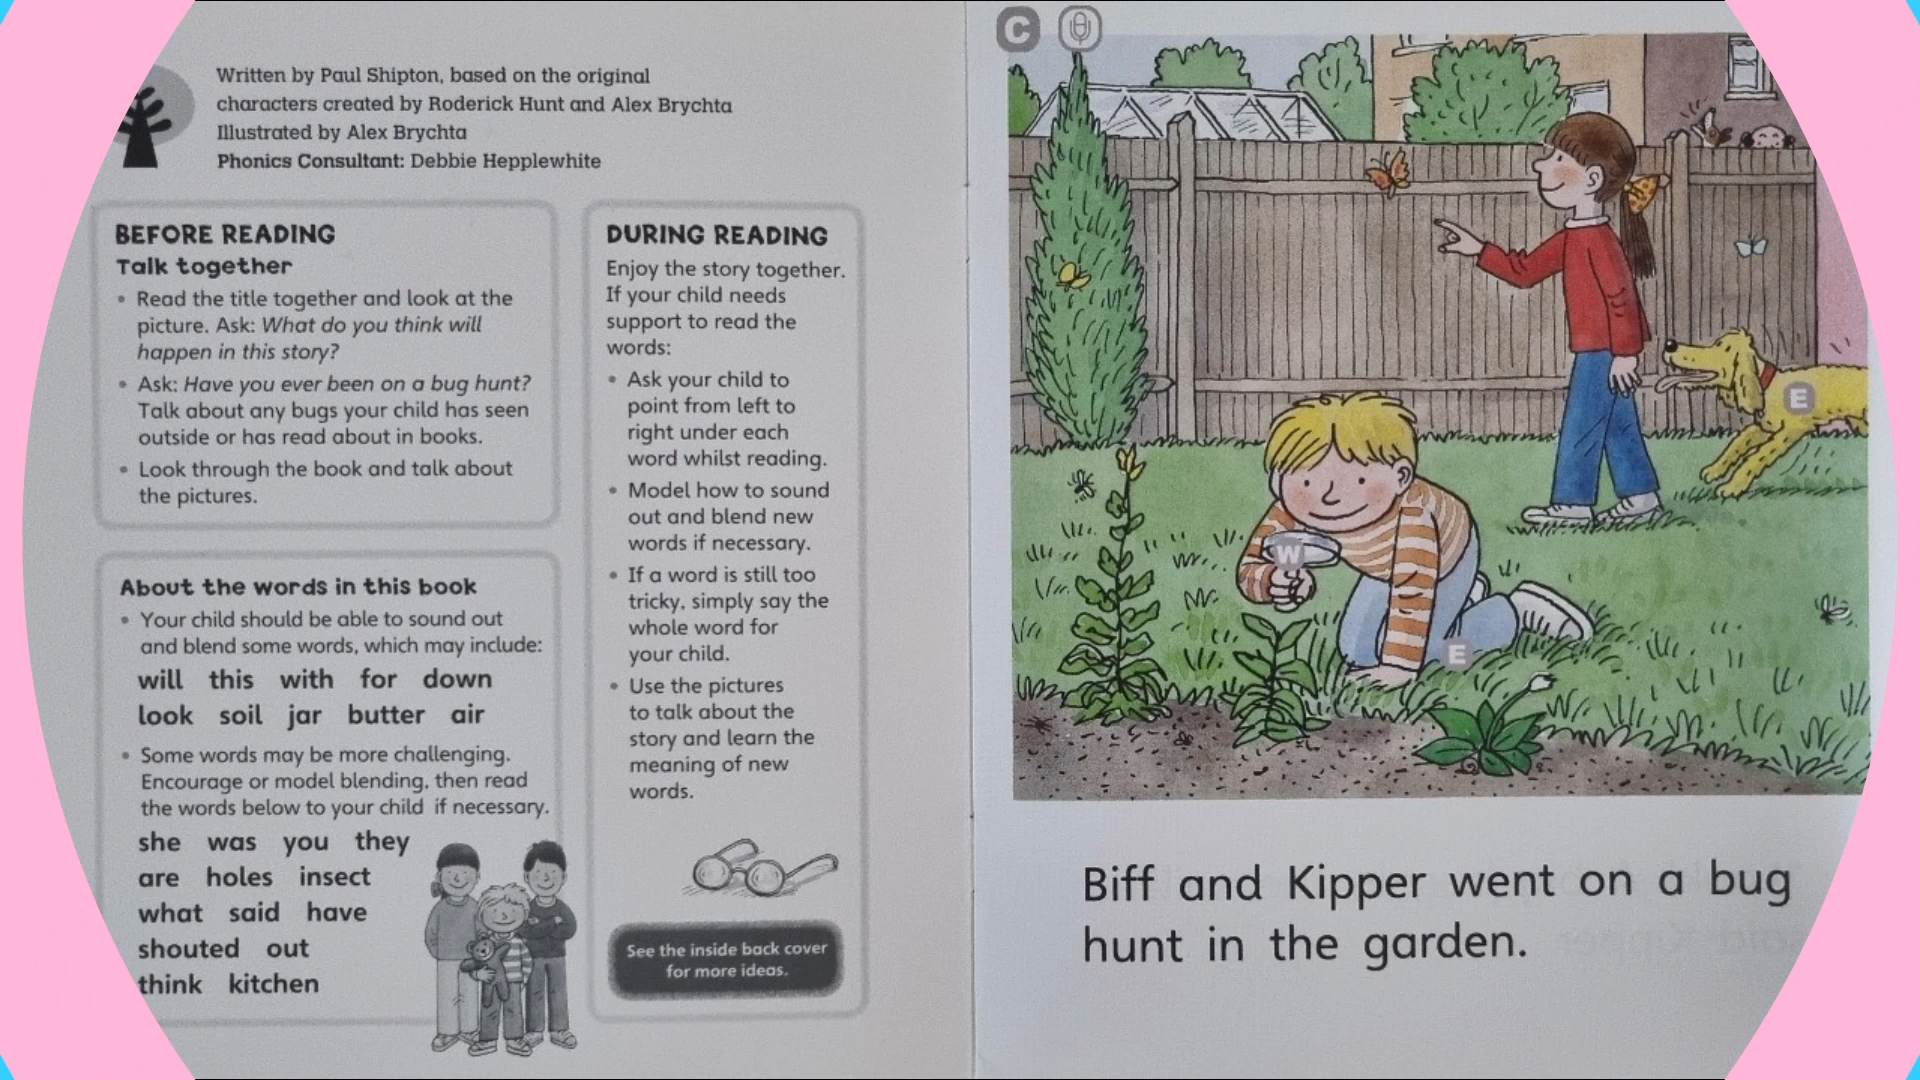 Written by Paul Shipton, based on the original
characters created by Roderick Hunt and Alex Brychta
Illustrated by Alex Brychta
Phonics Consultant: Debbie Hepplewhite
BEFORE READING
Talk together
• Read the title together and look at the
picture. Ask: What do you think will
happen in this story?
• Ask: Have you ever been on a bug hunt?
Talk about any bugs your child has seen
outside or has read about in books.
• Look through the book and talk about
the pictures.
About the words in this book
• Your child should be able to sound out
and blend some words, which may include:
will this with for down
look soil jar butter air
• Some words may be more challenging.
Encourage or model blending, then read
the words below to your child if necessary.
she was you they
are holes insect
what said have
shouted out
think kitchen
DURING READING
Enjoy the story together.
If your child needs
support to read the
words:
• Ask your child to
point from left to
right under each
word whilst reading.
• Model how to sound
out and blend new
words if necessary.
• If a word is still too
tricky, simply say the
whole word for
your child.
• Use the pictures
to talk about the
story and learn the
meaning of new
words.
See the inside back cover
for more ideas.
C
E
W
E
Biff and Kipper went on a bug
hunt in the garden.